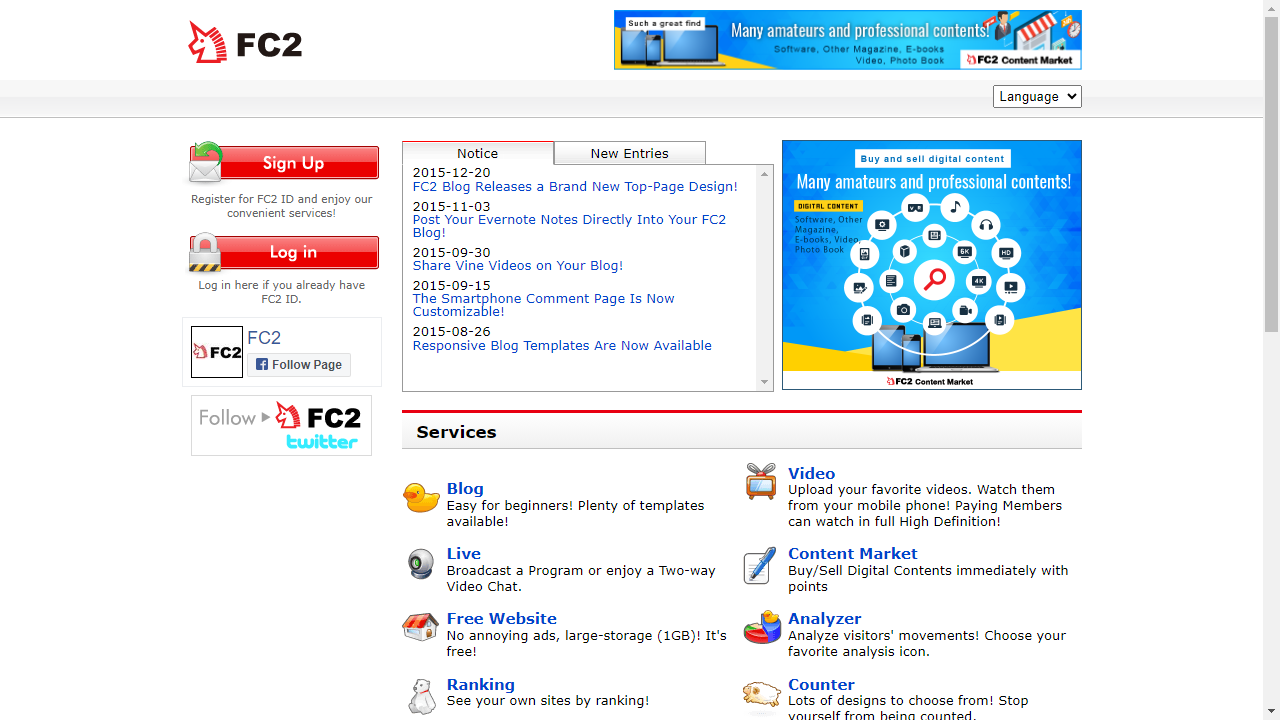 FC2
Such a great find
Many amateurs and professional contents!
Software, Other Magazine, E-books
Video, Photo Book
FC2 Content Market
Language
Sign Up
Register for FC2 ID and enjoy our
convenient services!
Log in
Log in here if you already have
FC2 ID.
FC2
FC2
Follow Page
Follow FC2
twitter
Notice
New Entries
2015-12-20
FC2 Blog Releases a Brand New Top-Page Design!
2015-11-03
Post Your Evernote Notes Directly Into Your FC2
Blog!
2015-09-30
Share Vine Videos on Your Blog!
2015-09-15
The Smartphone Comment Page Is Now
Customizable!
2015-08-26
Responsive Blog Templates Are Now Available
Buy and sell digital content
Many amateurs and professional contents!
DIGITAL CONTENT
Software, Other
Magazine,
E-books, Video,
Photo Book
VR
6K
HD
4K
FC2 Content Market
Services
Blog
Easy for beginners! Plenty of templates
available!
Video
Upload your favorite videos. Watch them
from your mobile phone! Paying Members
can watch in full High Definition!
Live
Broadcast a Program or enjoy a Two-way
Video Chat.
Content Market
Buy/Sell Digital Contents immediately with
points
Free Website
No annoying ads, large-storage (1GB)! It's
free!
Analyzer
Analyze visitors' movements! Choose your
favorite analysis icon.
Ranking
See your own sites by ranking!
Counter
Lots of designs to choose from! Stop
yourself from being counted.